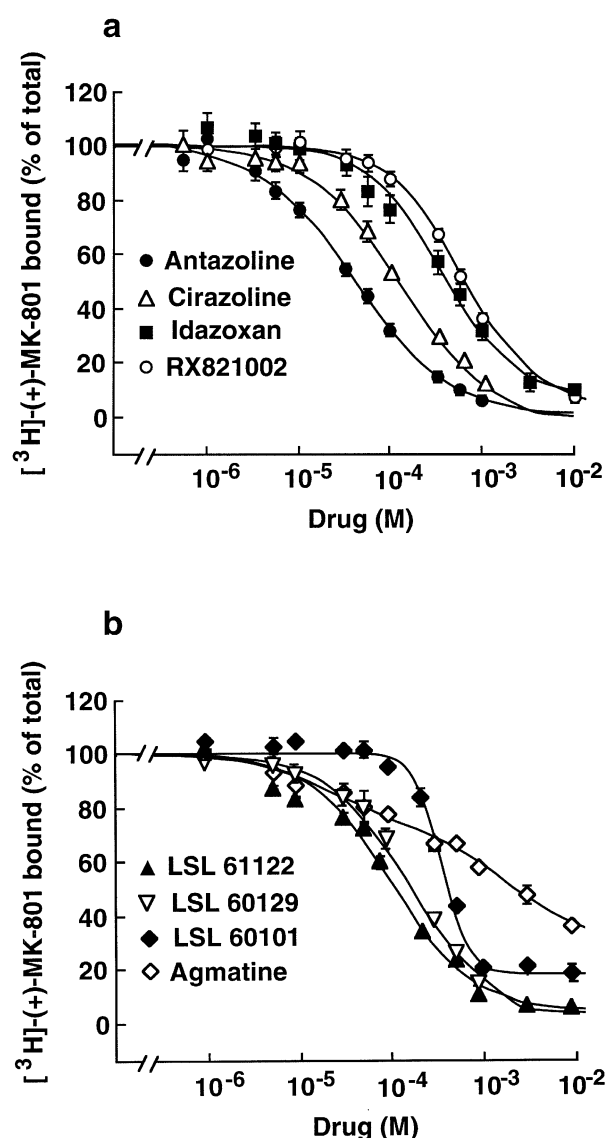 a
[³H]-(+)-MK-801 bound (% of total)
120
100
80
60
40
20
0
Antazoline
Cirazoline
Idazoxan
RX821002
10⁻⁶ 10⁻⁵ 10⁻⁴ 10⁻³ 10⁻²
Drug (M)
b
[³H]-(+)-MK-801 bound (% of total)
120
100
80
60
40
20
0
LSL 61122
LSL 60129
LSL 60101
Agmatine
10⁻⁶ 10⁻⁵ 10⁻⁴ 10⁻³ 10⁻²
Drug (M)